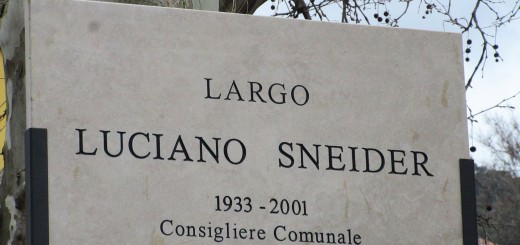 LARGO
LUCIANO SNEIDER
1933 - 2001
Consigliere Comunale